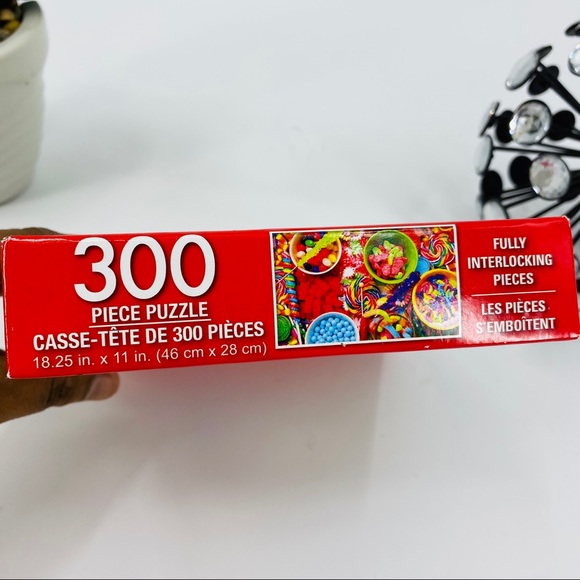 300
PIECE PUZZLE
CASSE-TÊTE DE 300 PIÈCES
18.25 in. x 11 in. (46 cm x 28 cm)
FULLY
INTERLOCKING
PIECES
LES PIÈCES
S'EMBOÎTENT